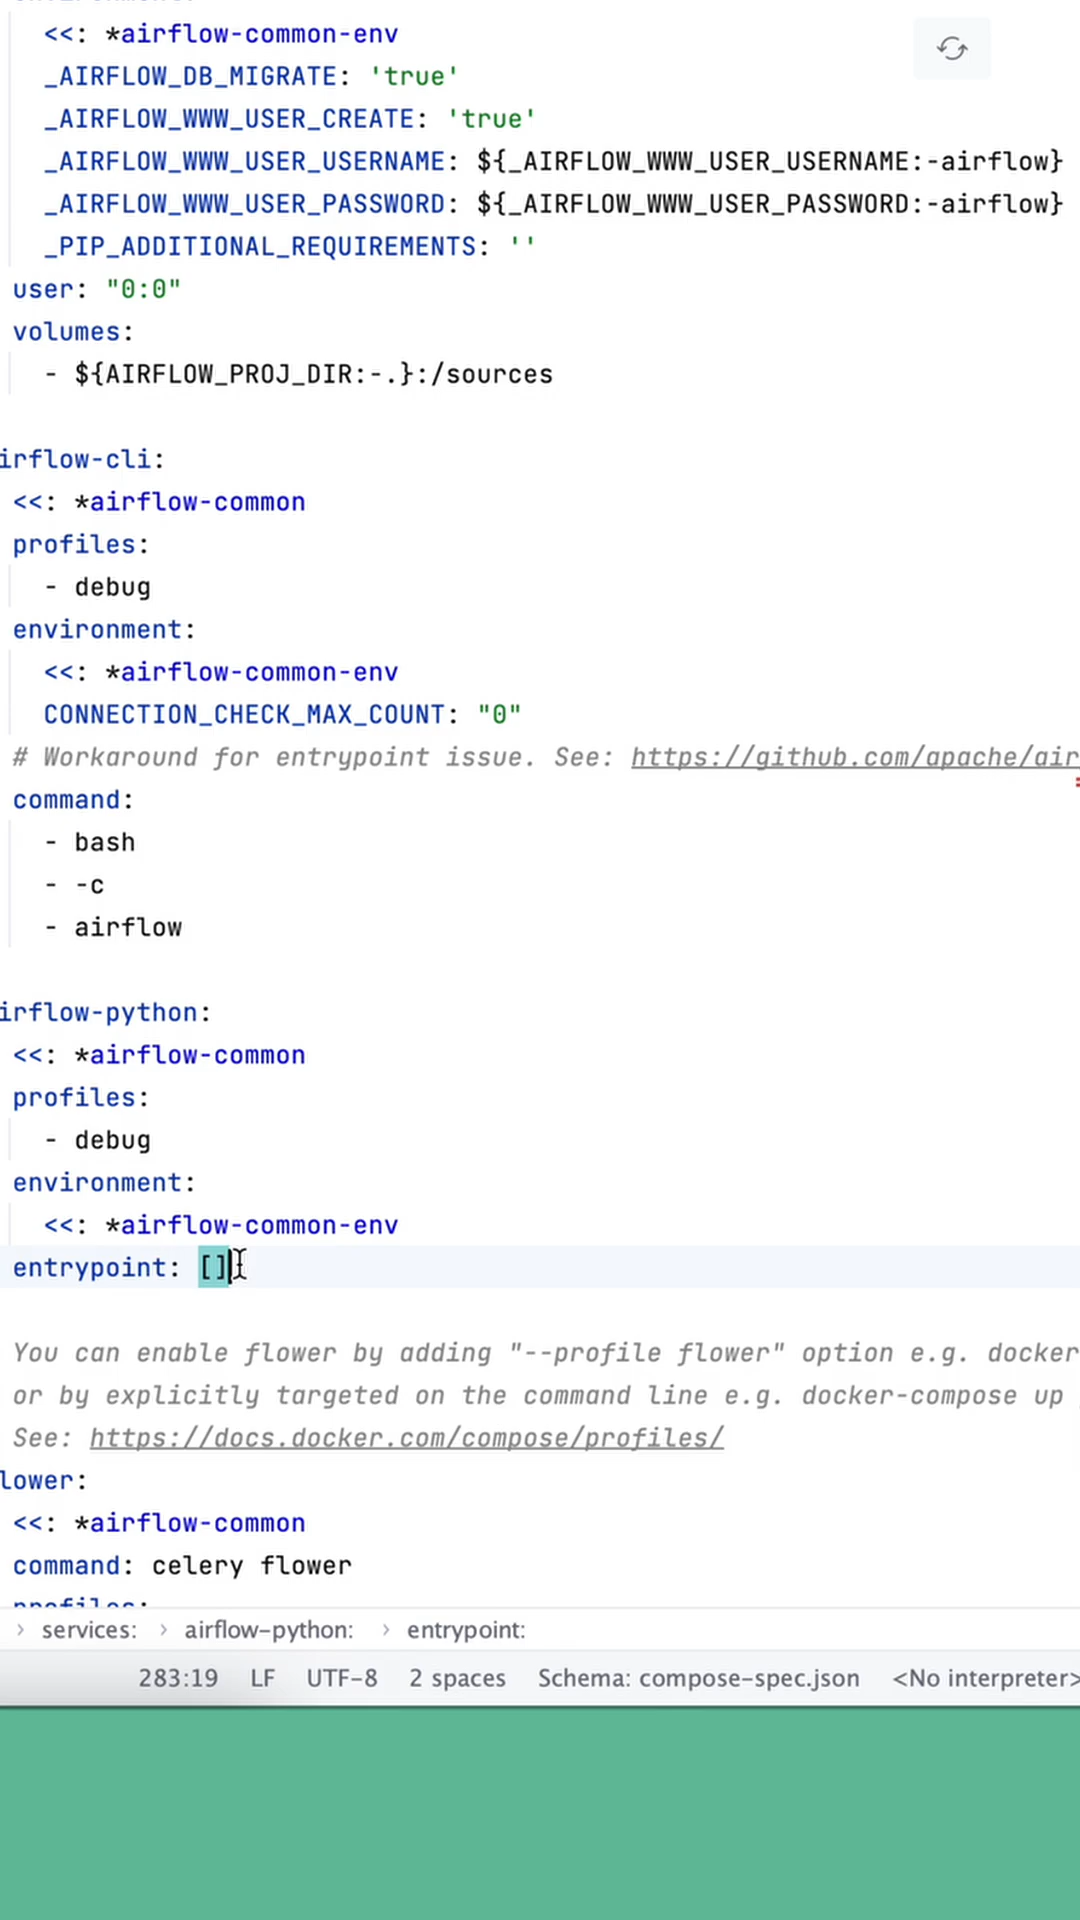 <<: *airflow-common-env
_AIRFLOW_DB_MIGRATE: 'true'
_AIRFLOW_WWW_USER_CREATE: 'true'
_AIRFLOW_WWW_USER_USERNAME: ${_AIRFLOW_WWW_USER_USERNAME:-airflow}
_AIRFLOW_WWW_USER_PASSWORD: ${_AIRFLOW_WWW_USER_PASSWORD:-airflow}
_PIP_ADDITIONAL_REQUIREMENTS: ''
user: "0:0"
volumes:
- ${AIRFLOW_PROJ_DIR:-.}:/sources
irflow-cli:
<<: *airflow-common
profiles:
- debug
environment:
<<: *airflow-common-env
CONNECTION_CHECK_MAX_COUNT: "0"
# Workaround for entrypoint issue. See: https://github.com/apache/air
command:
- bash
- -c
- airflow
irflow-python:
<<: *airflow-common
profiles:
- debug
environment:
<<: *airflow-common-env
entrypoint: []
You can enable flower by adding "--profile flower" option e.g. docker
or by explicitly targeted on the command line e.g. docker-compose up
See: https://docs.docker.com/compose/profiles/
lower:
<<: *airflow-common
command: celery flower
profiles:
› services: › airflow-python: › entrypoint:
283:19 LF UTF-8 2 spaces Schema: compose-spec.json <No interpreter>